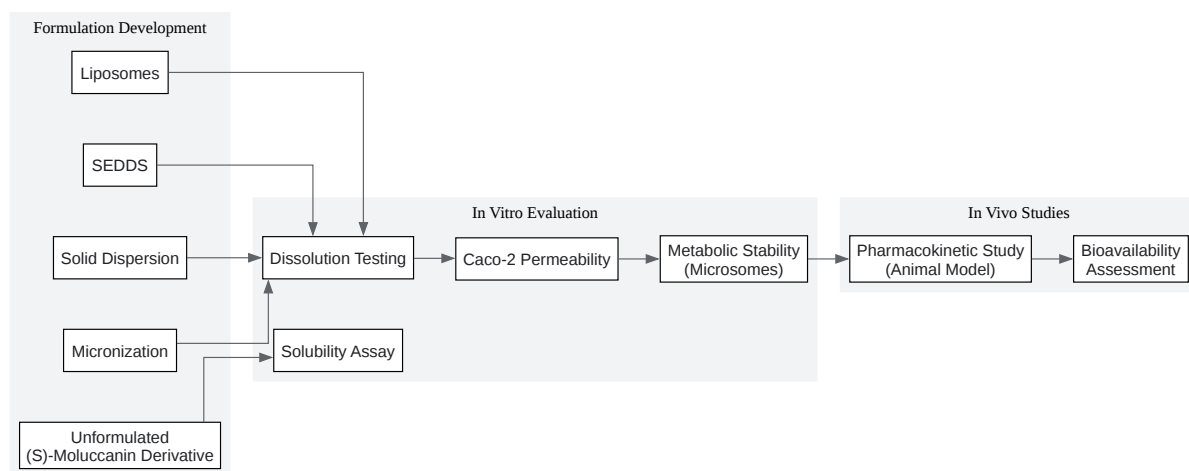 Formulation Development
Liposomes
SEDDS
Solid Dispersion
Micronization
Unformulated
(S)-Moluccanin Derivative
In Vitro Evaluation
Dissolution Testing
Caco-2 Permeability
Metabolic Stability
(Microsomes)
Solubility Assay
In Vivo Studies
Pharmacokinetic Study
(Animal Model)
Bioavailability
Assessment